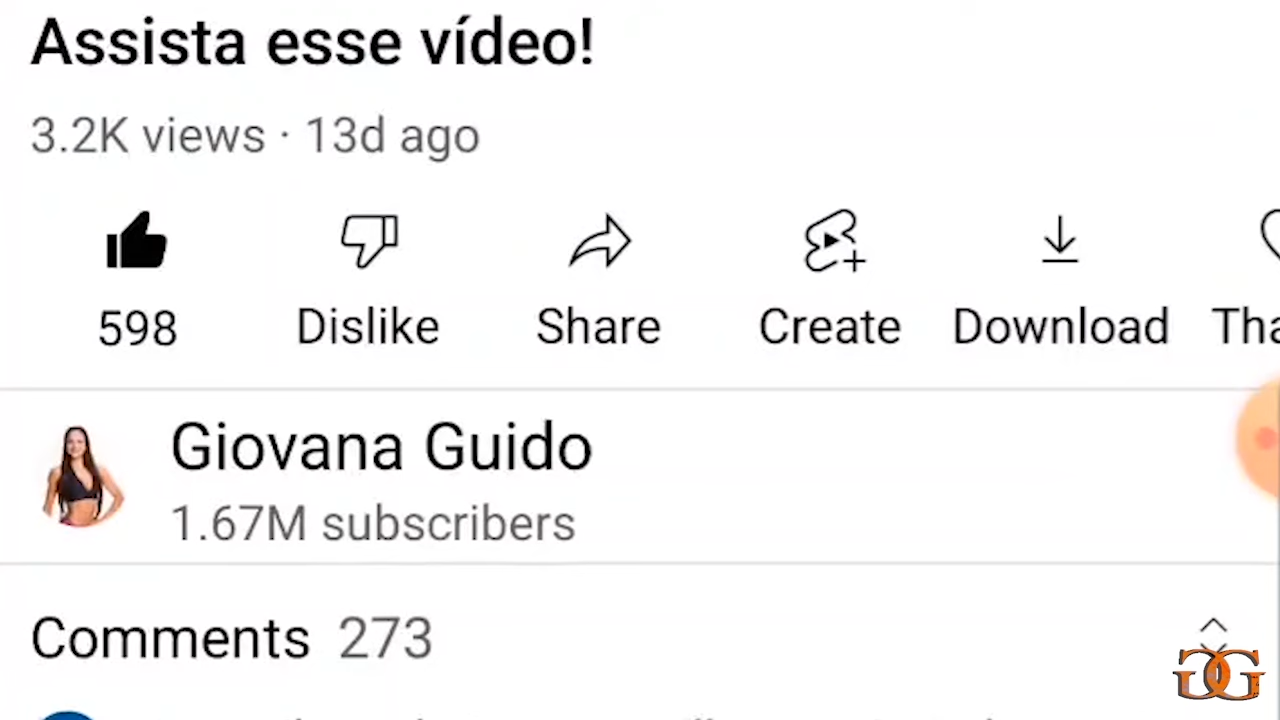 Assista esse vídeo!
3.2K views · 13d ago
598 Dislike Share Create Download
Giovana Guido
1.67M subscribers
Comments 273
GG